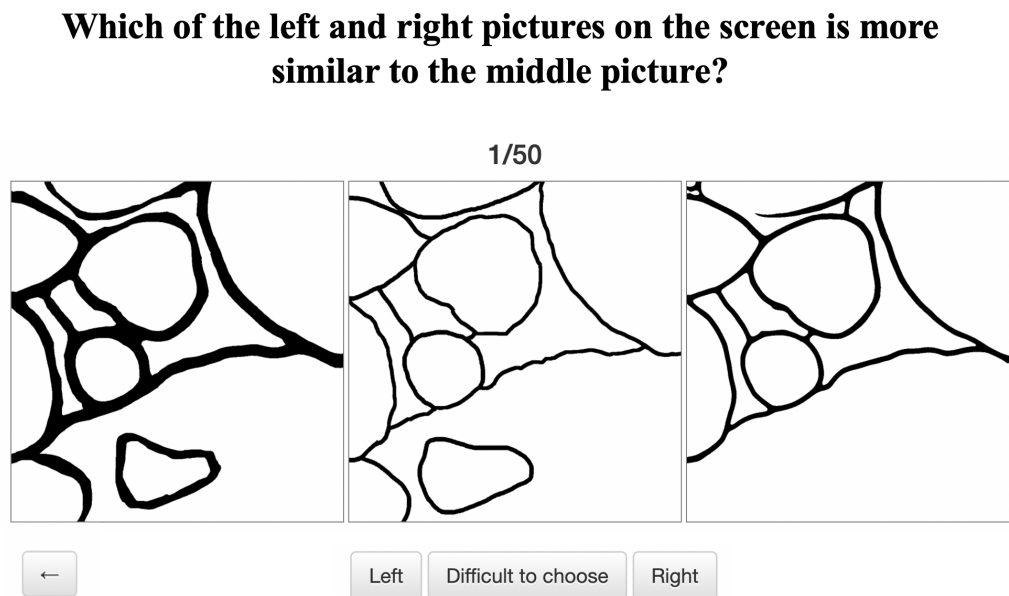 Which of the left and right pictures on the screen is more
similar to the middle picture?
1/50
←
Left
Difficult to choose
Right